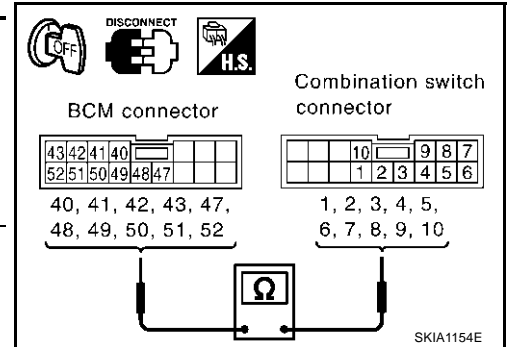 DISCONNECT
OFF
H.S.
Combination switch
connector
BCM connector
43 42 41 40
52 51 50 49 48 47
10 9 8 7
1 2 3 4 5 6
40, 41, 42, 43, 47,
48, 49, 50, 51, 52
1, 2, 3, 4, 5,
6, 7, 8, 9, 10
Ω
SKIA1154E